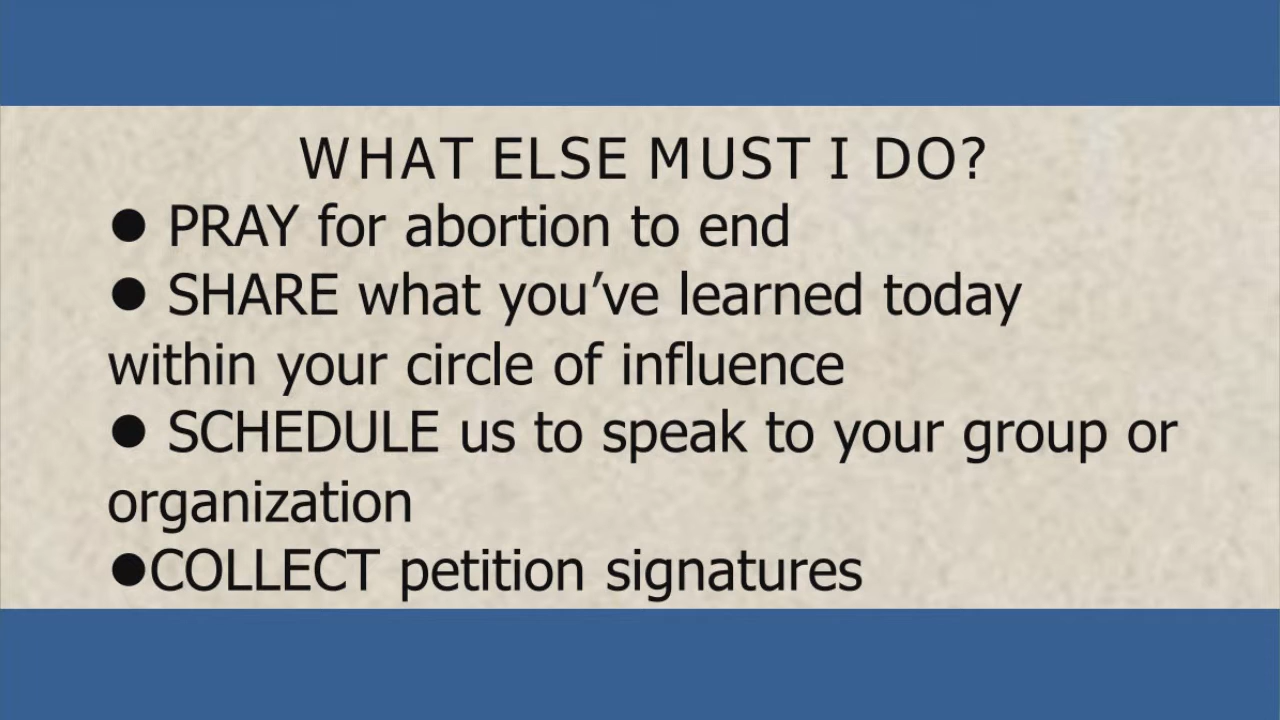 WHAT ELSE MUST I DO?
● PRAY for abortion to end
● SHARE what you’ve learned today
within your circle of influence
● SCHEDULE us to speak to your group or
organization
●COLLECT petition signatures